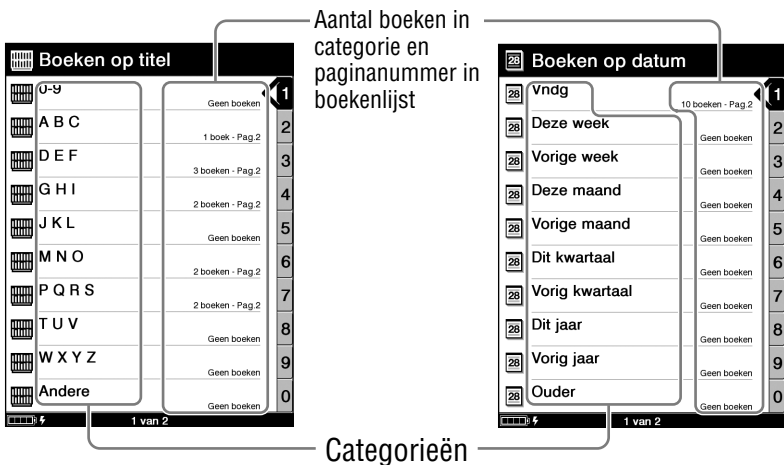 Aantal boeken in
categorie en
paginanummer in
boekenlijst
Boeken op titel
0-9
Geen boeken
1
A B C
1 boek - Pag.2
2
D E F
3 boeken - Pag.2
3
G H I
2 boeken - Pag.2
4
J K L
Geen boeken
5
M N O
2 boeken - Pag.2
6
P Q R S
2 boeken - Pag.2
7
T U V
Geen boeken
8
W X Y Z
Geen boeken
9
Andere
Geen boeken
0
1 van 2
28 Boeken op datum
28 Vndg
10 boeken - Pag.2
1
28 Deze week
Geen boeken
2
28 Vorige week
Geen boeken
3
28 Deze maand
Geen boeken
4
28 Vorige maand
Geen boeken
5
28 Dit kwartaal
Geen boeken
6
28 Vorig kwartaal
Geen boeken
7
28 Dit jaar
Geen boeken
8
28 Vorig jaar
Geen boeken
9
28 Ouder
Geen boeken
0
1 van 2
Categorieën